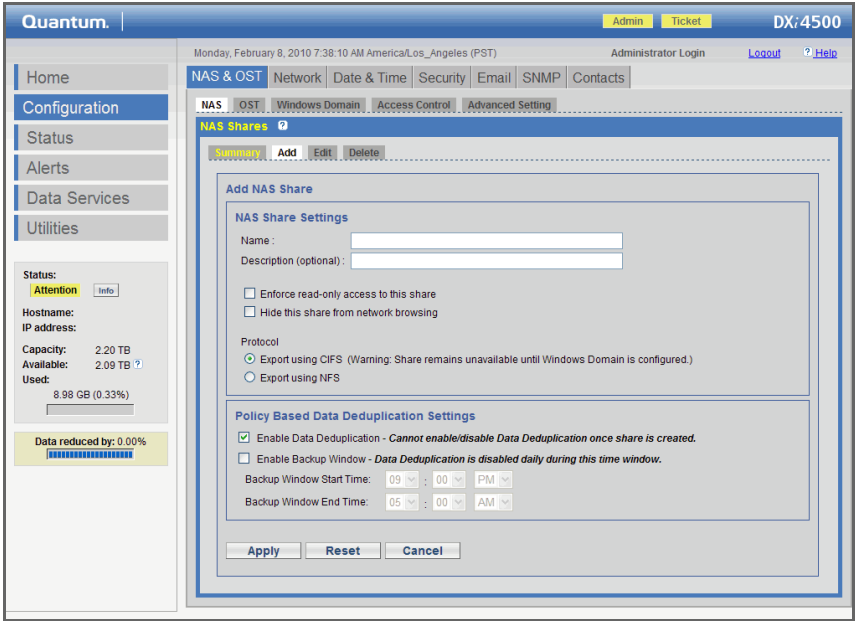 Quantum.
Admin
Ticket
DXi4500
Monday, February 8, 2010 7:38:10 AM America/Los_Angeles (PST)
Administrator Login
Logout
? Help
Home
Configuration
Status
Alerts
Data Services
Utilities
Status:
Attention
Info
Hostname:
IP address:
Capacity: 2.20 TB
Available: 2.09 TB ?
Used:
8.98 GB (0.33%)
Data reduced by: 0.00%
NAS & OST
Network
Date & Time
Security
Email
SNMP
Contacts
NAS
OST
Windows Domain
Access Control
Advanced Setting
NAS Shares ?
Summary
Add
Edit
Delete
Add NAS Share
NAS Share Settings
Name :
Description (optional) :
Enforce read-only access to this share
Hide this share from network browsing
Protocol
Export using CIFS (Warning: Share remains unavailable until Windows Domain is configured.)
Export using NFS
Policy Based Data Deduplication Settings
Enable Data Deduplication - Cannot enable/disable Data Deduplication once share is created.
Enable Backup Window - Data Deduplication is disabled daily during this time window.
Backup Window Start Time: 09 : 00 PM
Backup Window End Time: 05 : 00 AM
Apply
Reset
Cancel